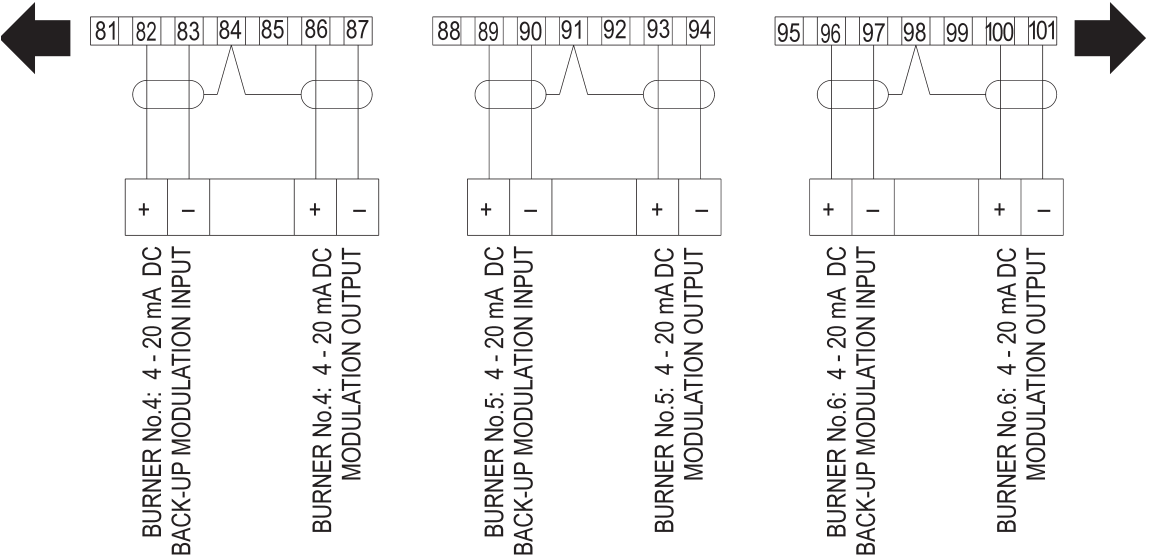 81 82 83 84 85 86 87
88 89 90 91 92 93 94
95 96 97 98 99 100 101
+ – + –
+ – + –
+ – + –
BURNER No.4: 4 - 20 mA DC
BACK-UP MODULATION INPUT
BURNER No.4: 4 - 20 mA DC
MODULATION OUTPUT
BURNER No.5: 4 - 20 mA DC
BACK-UP MODULATION INPUT
BURNER No.5: 4 - 20 mA DC
MODULATION OUTPUT
BURNER No.6: 4 - 20 mA DC
BACK-UP MODULATION INPUT
BURNER No.6: 4 - 20 mA DC
MODULATION OUTPUT